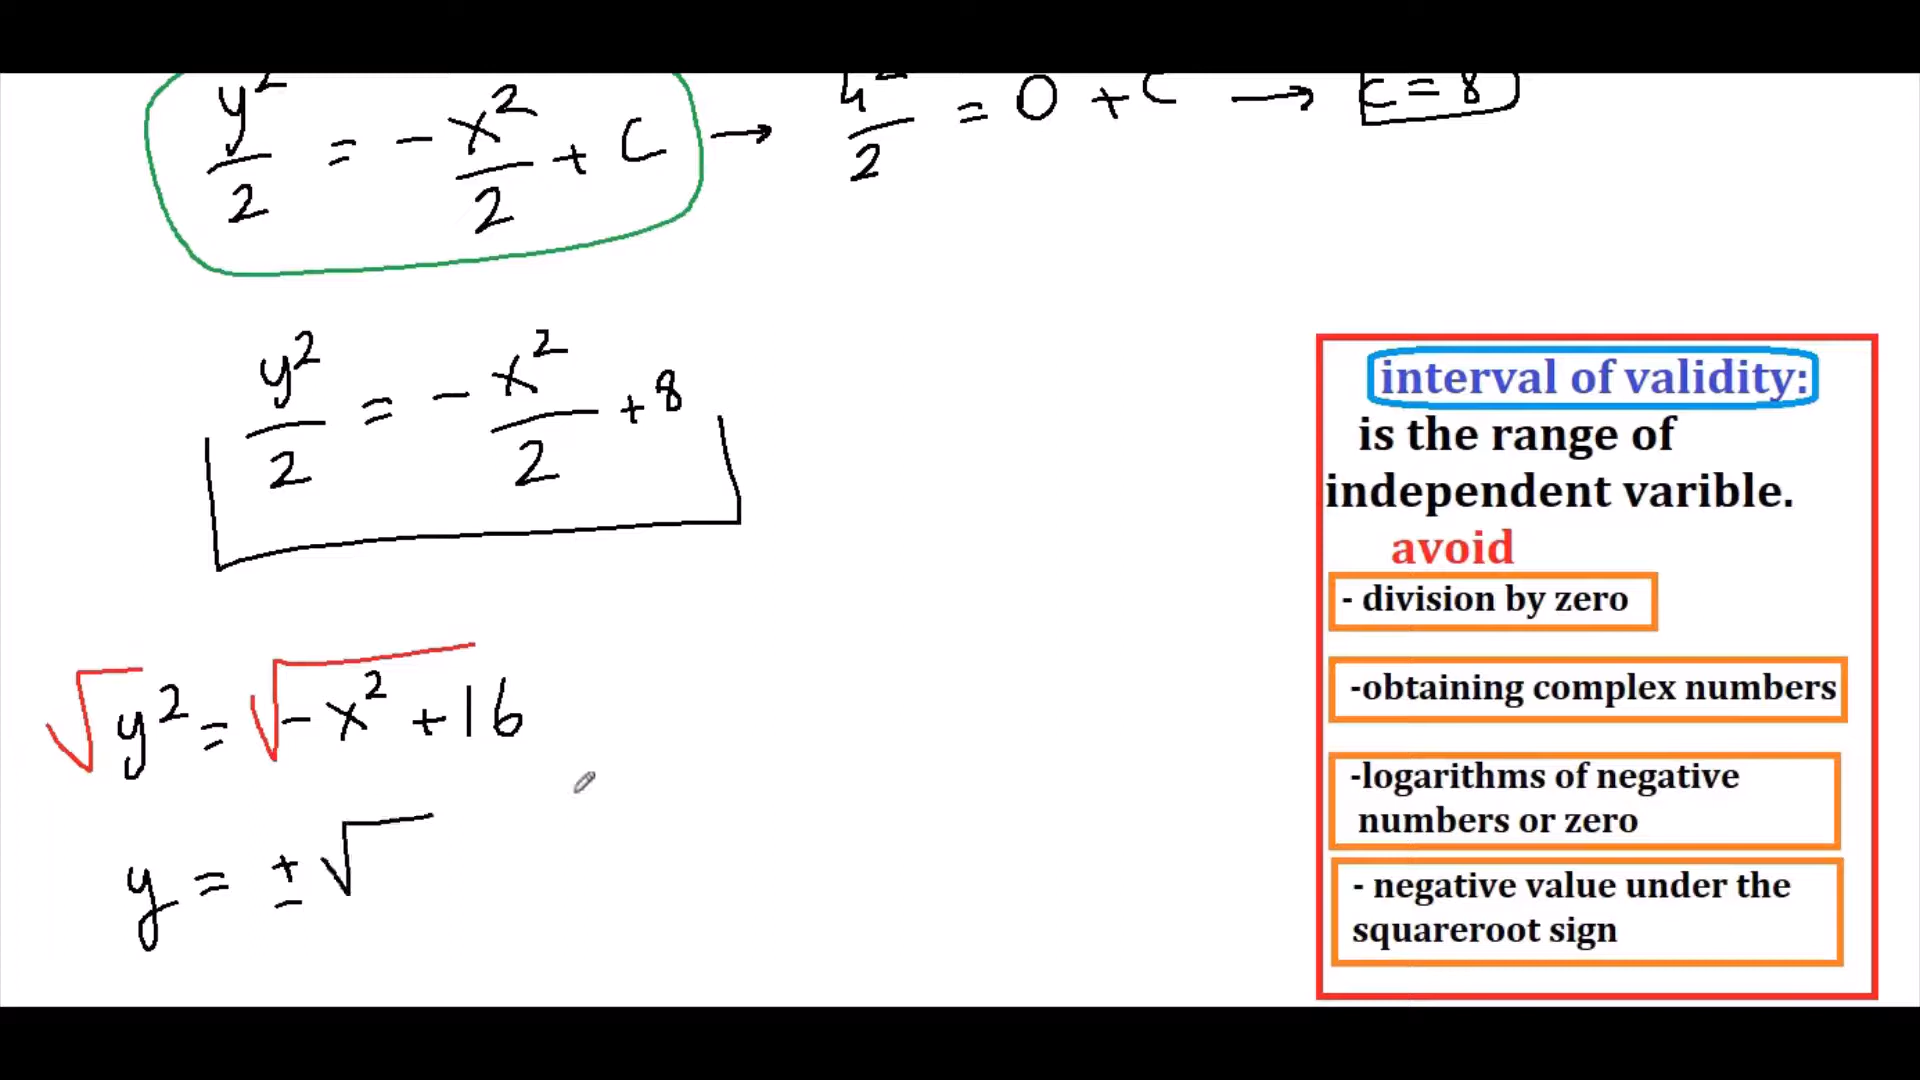 y²/2 = - x²/2 + C → 4²/2 = 0 + C → C = 8
y²/2 = - x²/2 + 8
√y² = √-x² + 16
y = ± √
interval of validity:
is the range of
independent varible.
avoid
- division by zero
-obtaining complex numbers
-logarithms of negative
numbers or zero
- negative value under the
squareroot sign